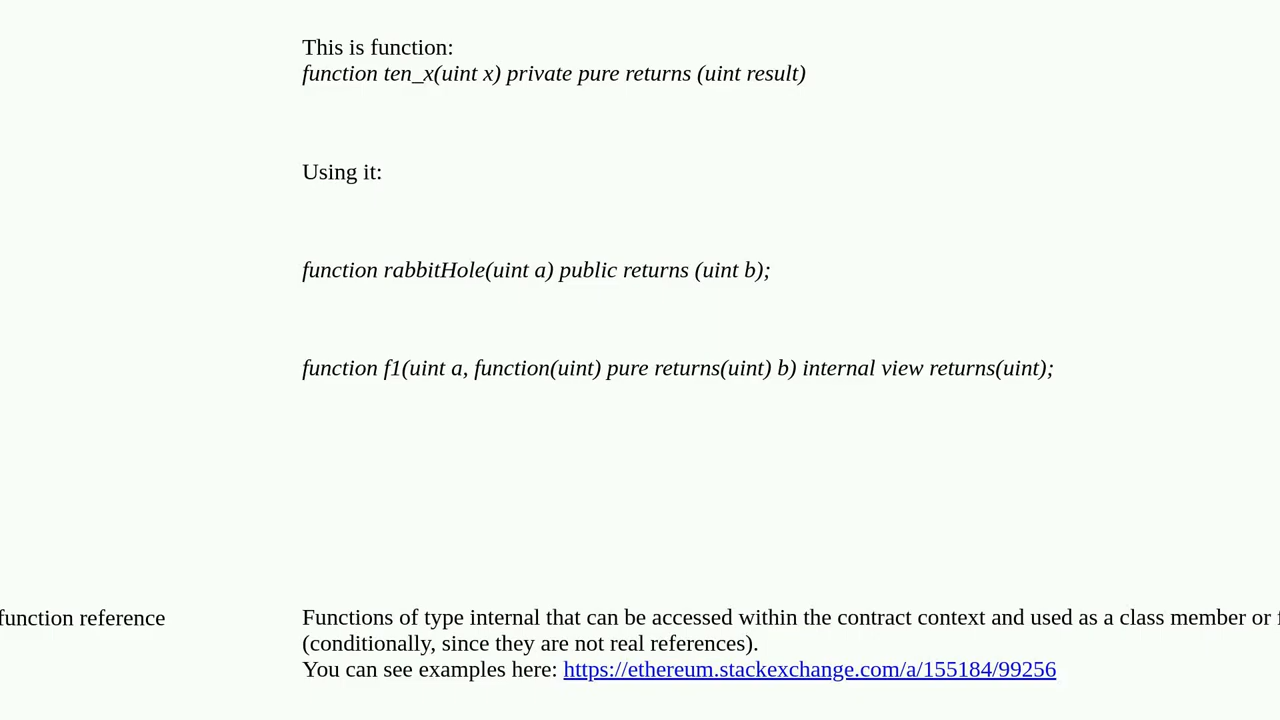 This is function:
function ten_x(uint x) private pure returns (uint result)
Using it:
function rabbitHole(uint a) public returns (uint b);
function f1(uint a, function(uint) pure returns(uint) b) internal view returns(uint);
function reference
Functions of type internal that can be accessed within the contract context and used as a class member or
(conditionally, since they are not real references).
You can see examples here: https://ethereum.stackexchange.com/a/155184/99256